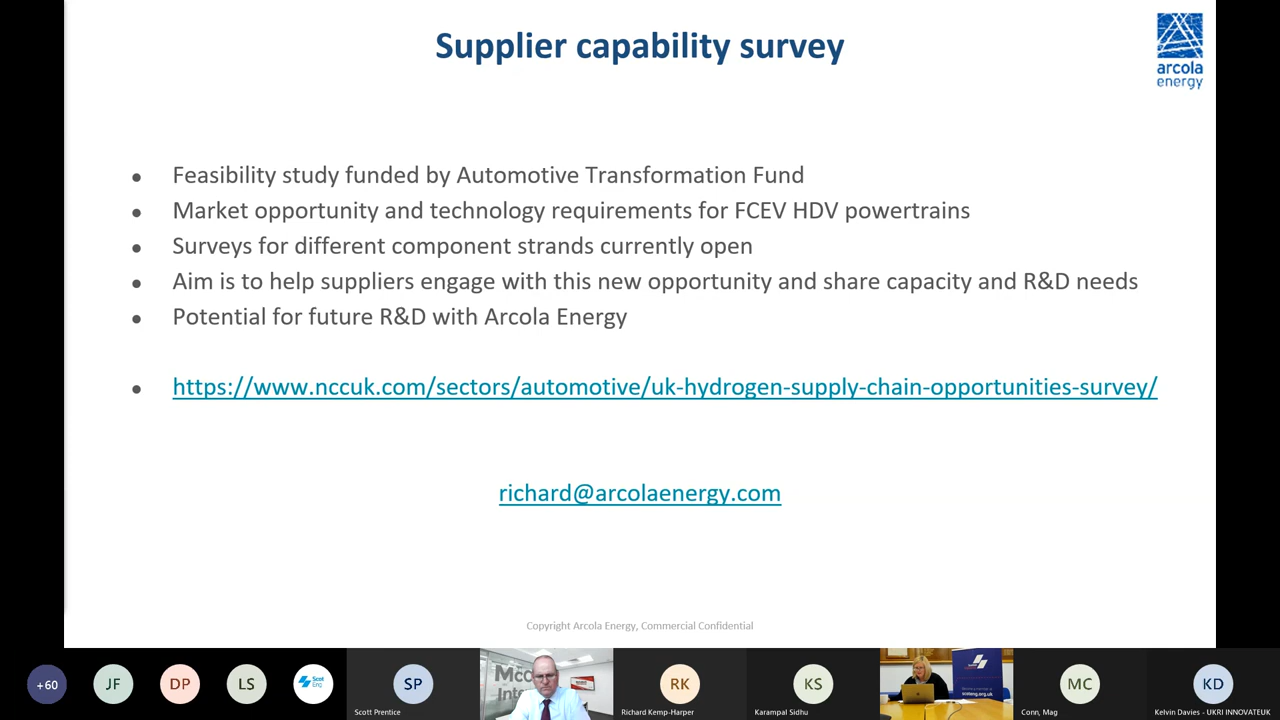 Supplier capability survey
arcola
energy
Feasibility study funded by Automotive Transformation Fund
Market opportunity and technology requirements for FCEV HDV powertrains
Surveys for different component strands currently open
Aim is to help suppliers engage with this new opportunity and share capacity and R&D needs
Potential for future R&D with Arcola Energy
https://www.nccuk.com/sectors/automotive/uk-hydrogen-supply-chain-opportunities-survey/
richard@arcolaenergy.com
Copyright Arcola Energy, Commercial Confidential
+60
JF
DP
LS
Scot
Eng
SP
RK
KS
MC
KD
Scott Prentice
Richard Kemp-Harper
Karampal Sidhu
Conn, Mag
Kelvin Davies - UKRI INNOVATEUK